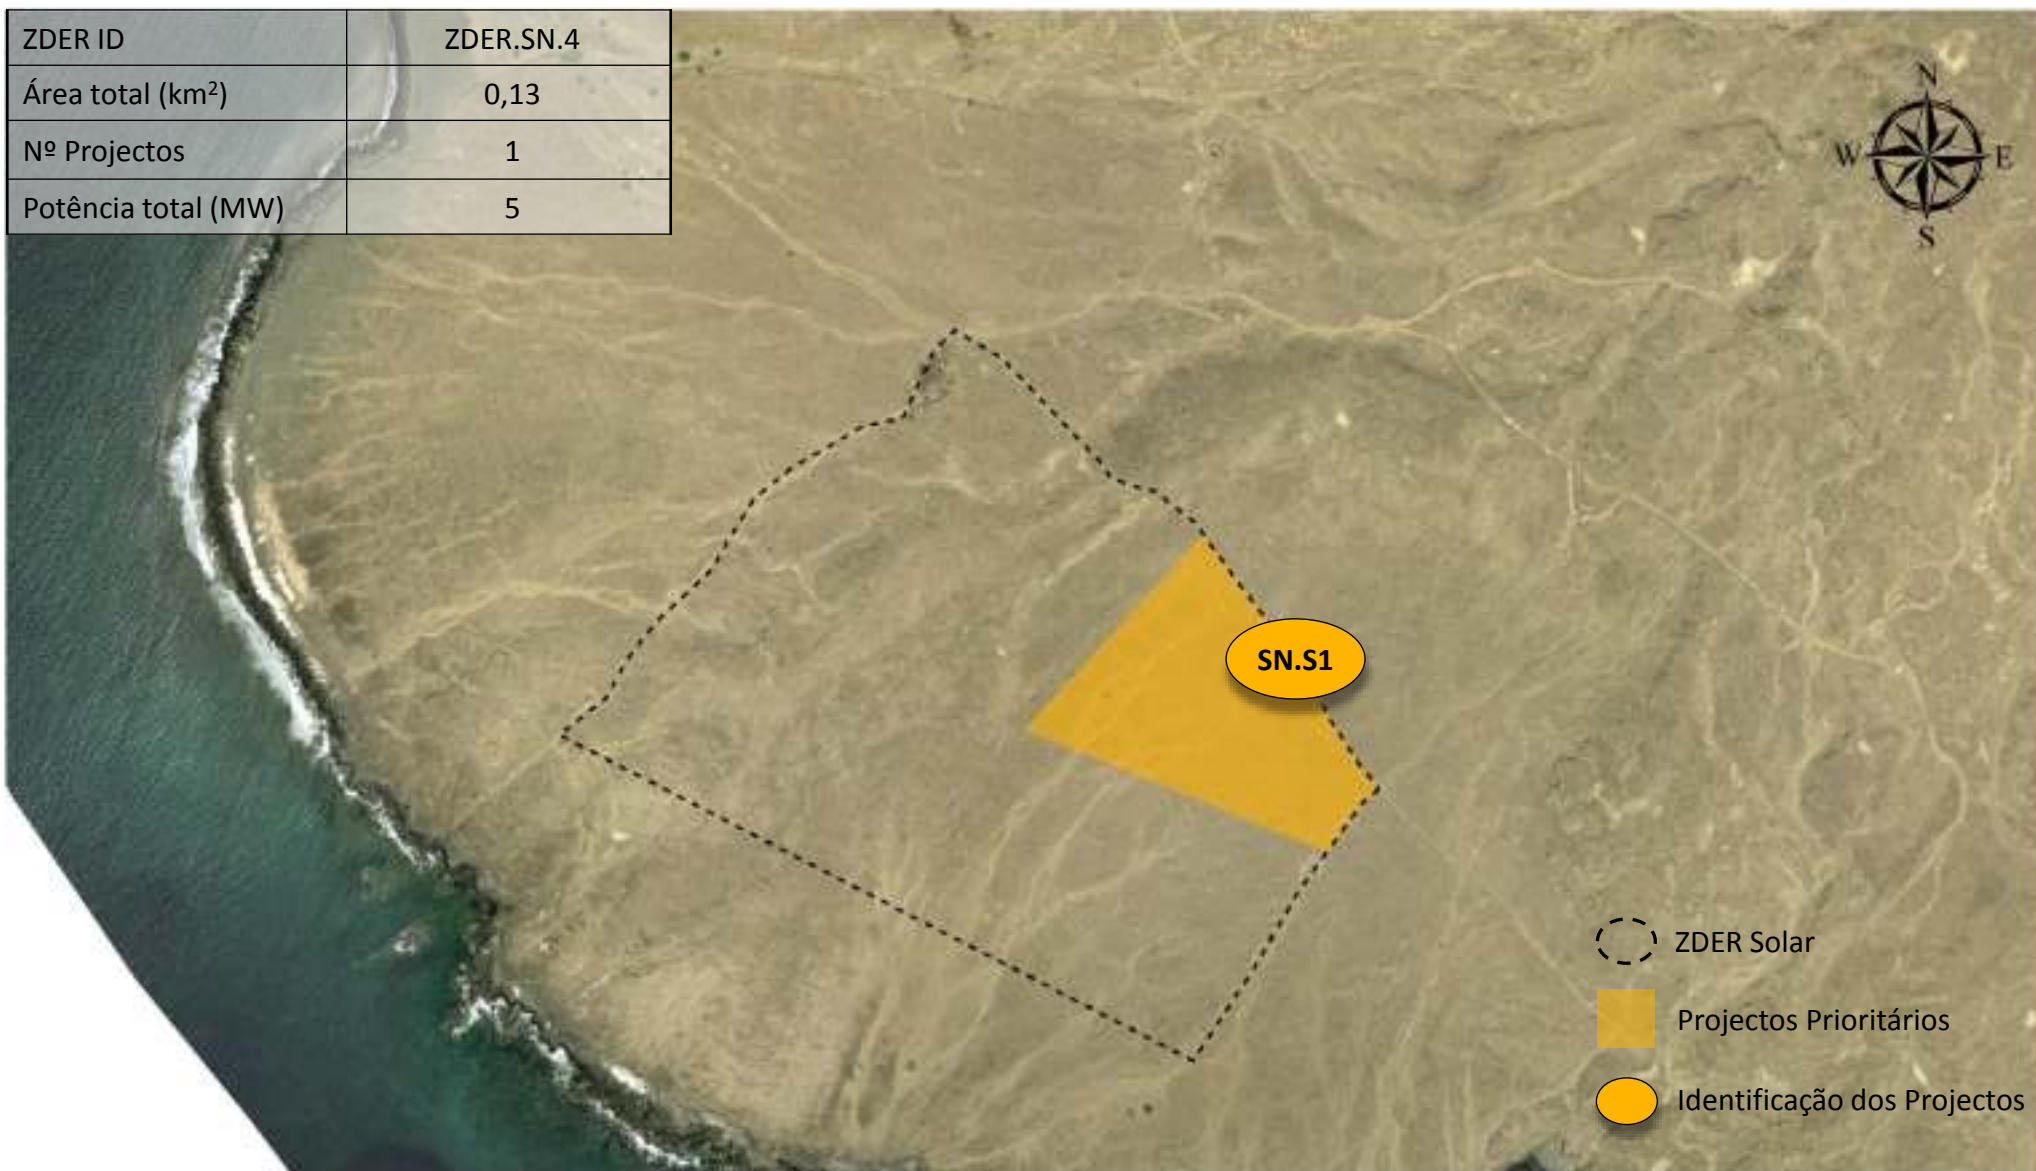 ZDER ID ZDER.SN.4
Área total (km²) 0,13
Nº Projectos 1
Potência total (MW) 5
N
W E
S
SN.S1
ZDER Solar
Projectos Prioritários
Identificação dos Projectos